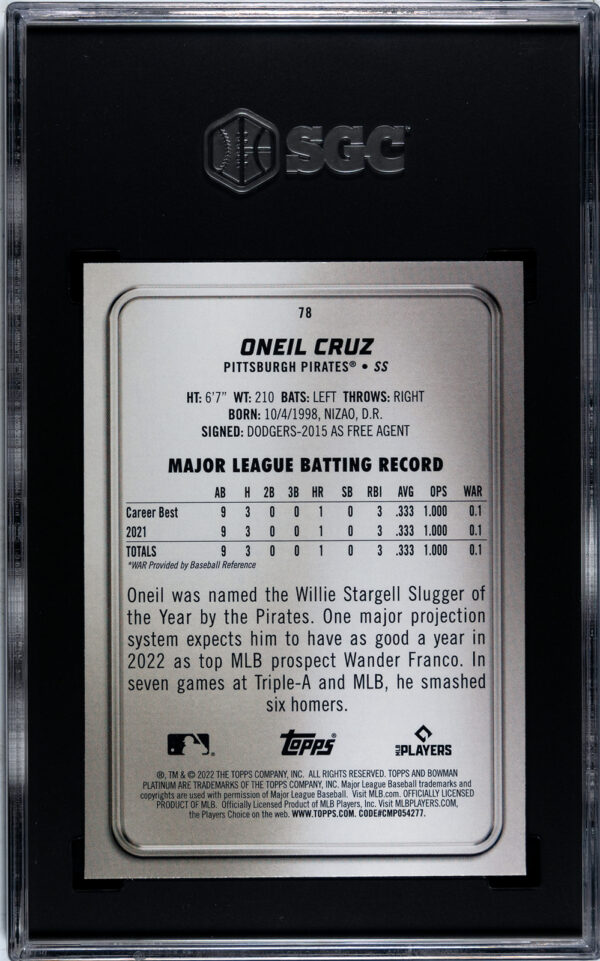 SGC
78
ONEIL CRUZ
PITTSBURGH PIRATES® • SS
HT: 6'7" WT: 210 BATS: LEFT THROWS: RIGHT
BORN: 10/4/1998, NIZAO, D.R.
SIGNED: DODGERS-2015 AS FREE AGENT
MAJOR LEAGUE BATTING RECORD
AB H 2B 3B HR SB RBI AVG OPS WAR
Career Best 9 3 0 0 1 0 3 .333 1.000 0.1
2021 9 3 0 0 1 0 3 .333 1.000 0.1
TOTALS 9 3 0 0 1 0 3 .333 1.000 0.1
*WAR Provided by Baseball Reference
Oneil was named the Willie Stargell Slugger of
the Year by the Pirates. One major projection
system expects him to have as good a year in
2022 as top MLB prospect Wander Franco. In
seven games at Triple-A and MLB, he smashed
six homers.
Topps® MLB PLAYERS
®, TM & © 2022 THE TOPPS COMPANY, INC. ALL RIGHTS RESERVED. TOPPS AND BOWMAN
PLATINUM ARE TRADEMARKS OF THE TOPPS COMPANY, INC. Major League Baseball trademarks and
copyrights are used with permission of Major League Baseball. Visit MLB.com. OFFICIALLY LICENSED
PRODUCT OF MLB. Officially Licensed Product of MLB Players, Inc. Visit MLBPLAYERS.COM,
the Players Choice on the web. WWW.TOPPS.COM. CODE#CMP054277.